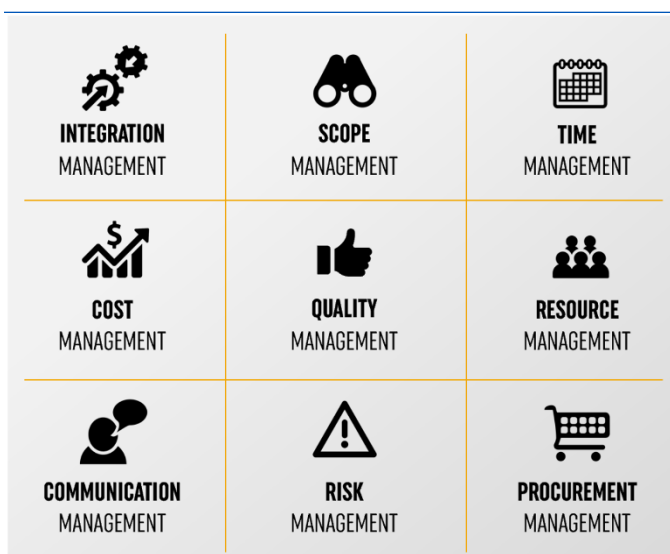 INTEGRATION
MANAGEMENT
SCOPE
MANAGEMENT
TIME
MANAGEMENT
$
COST
MANAGEMENT
QUALITY
MANAGEMENT
RESOURCE
MANAGEMENT
COMMUNICATION
MANAGEMENT
!
RISK
MANAGEMENT
PROCUREMENT
MANAGEMENT